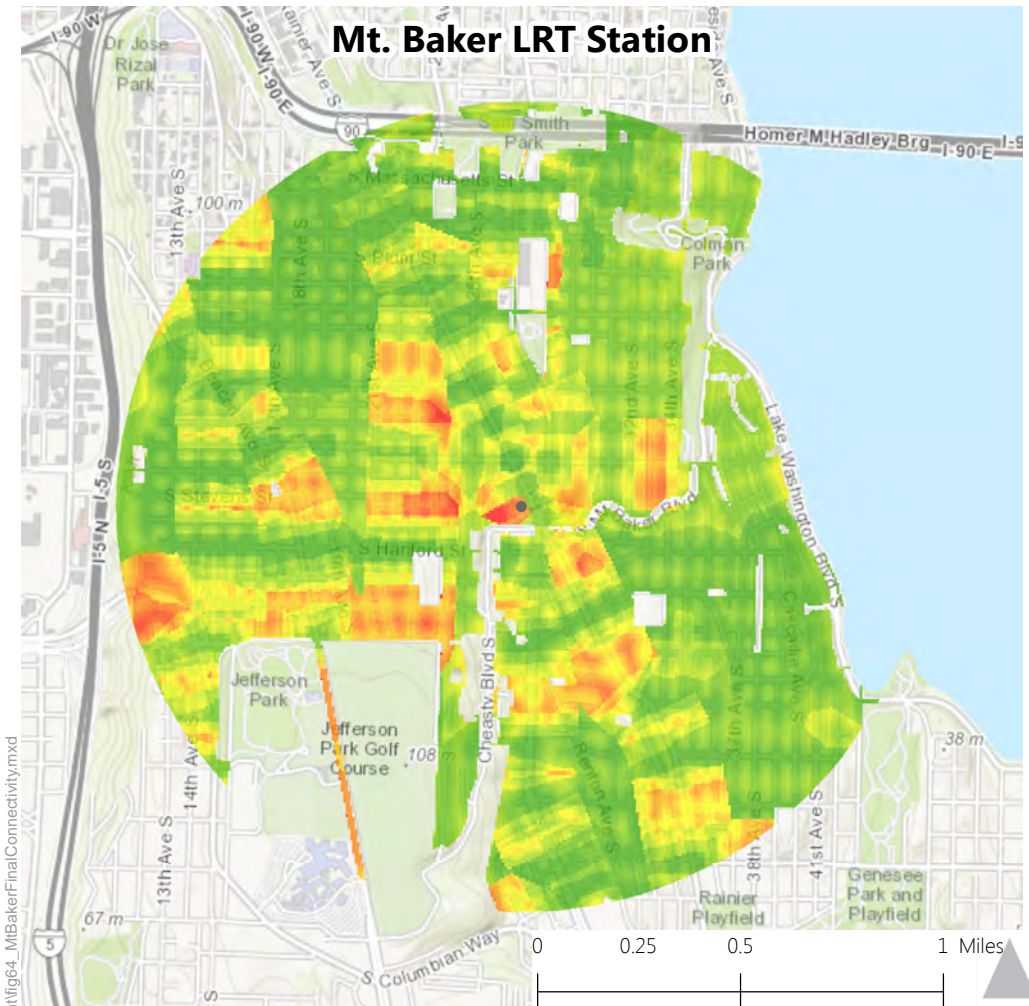 Mt. Baker LRT Station
I-90 W
Dr Jose
Rizal
Park
I-90 W
I-90 E
Rainier Ave S
90
Sam Smith
Park
Homer M Hadley Brg
I-90 E
S Massachusetts St
13th Ave S
100 m
18th Ave S
S Plum St
Colman
Park
Lake Washington Blvd S
S Stevens St
S Mt Baker Blvd
S Hanford St
I-5 S
I-5 N
Cheasty Blvd S
Cascadia Ave S
37th Ave S
Jefferson
Park
Jefferson
Park Golf
Course
108
14th Ave S
13th Ave S
Renton Ave S
38 m
38th Ave S
41st Ave S
Genesee
Park and
Playfield
Rainier
Playfield
67 m
5
S Columbian Way
S
0 0.25 0.5 1 Miles
fig64_MtBakerFinalConnectivity.mxd